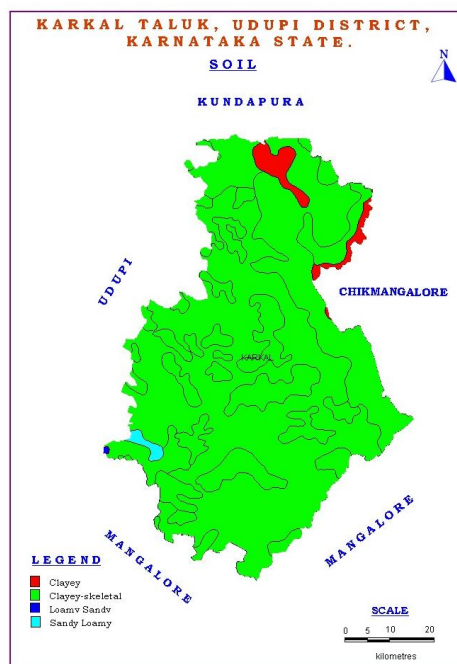 KARKAL TALUK, UDUPI DISTRICT,
KARNATAKA STATE.
SOIL
N
KUNDAPURA
UDUPI
CHIKMANGALORE
KARKAL
MANGALORE
MANGALORE
LEGEND
Clayey
Clayey-skeletal
Loamy Sandy
Sandy Loamy
SCALE
0 5 10 20
kilometres